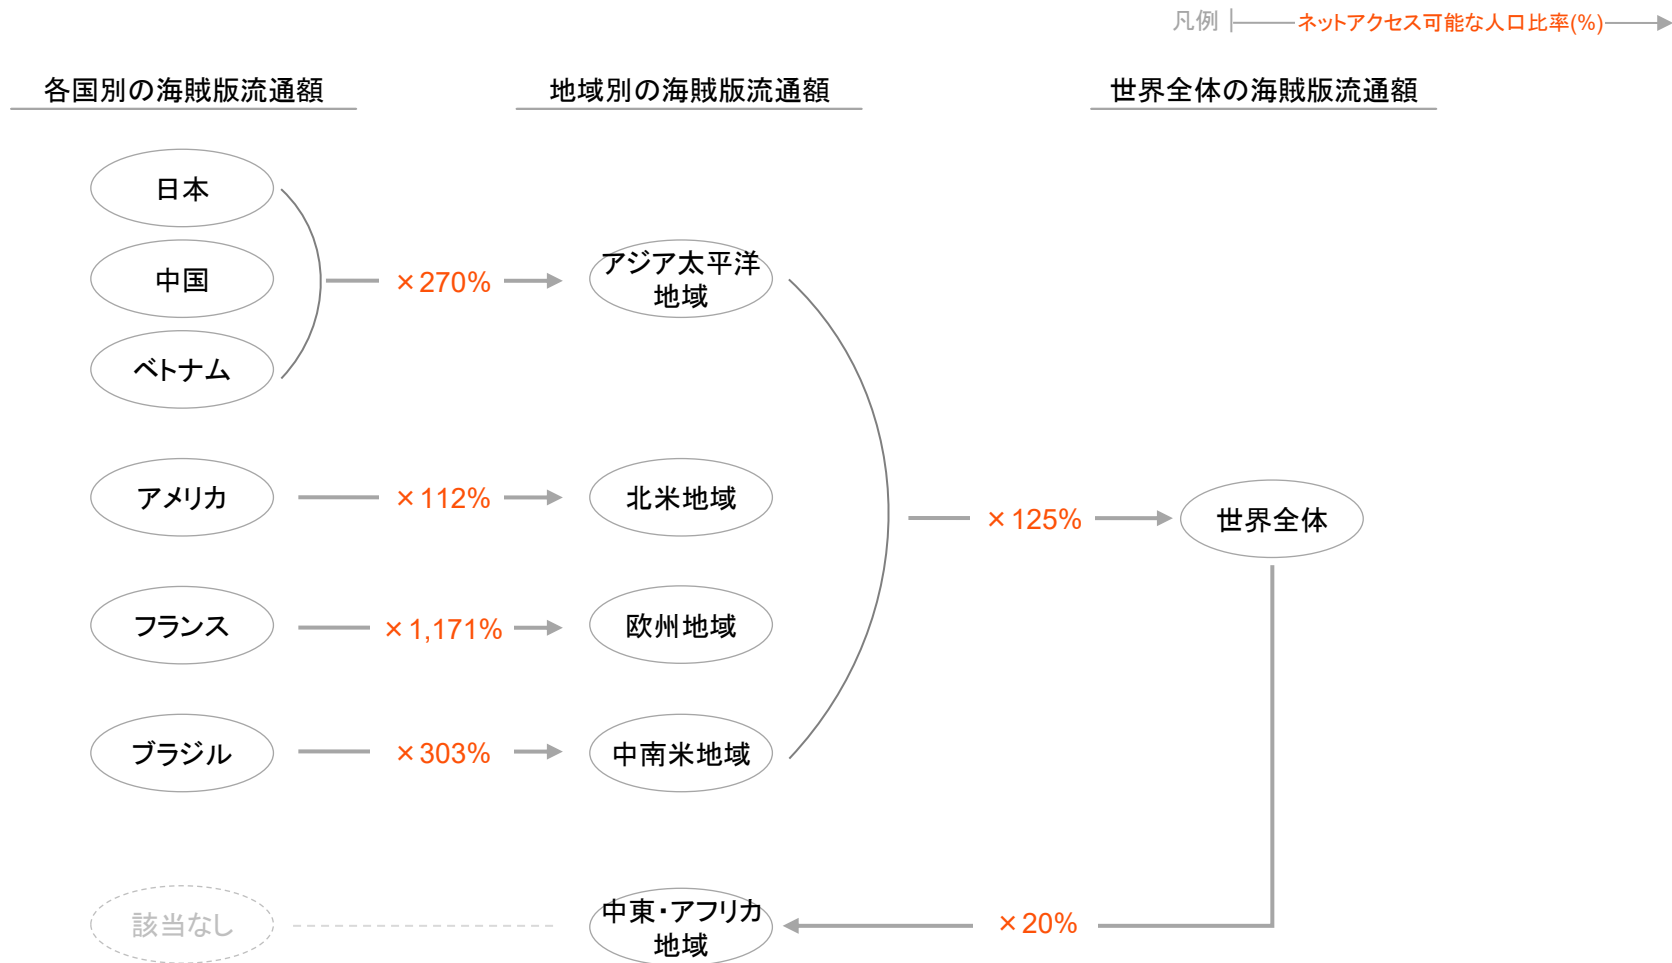 凡例
ネットアクセス可能な人口比率(%)
各国別の海賊版流通額
地域別の海賊版流通額
世界全体の海賊版流通額
日本
中国
ベトナム
×270%
アジア太平洋
地域
アメリカ
×112%
北米地域
×125%
世界全体
フランス
×1,171%
欧州地域
ブラジル
×303%
中南米地域
該当なし
中東・アフリカ
地域
×20%